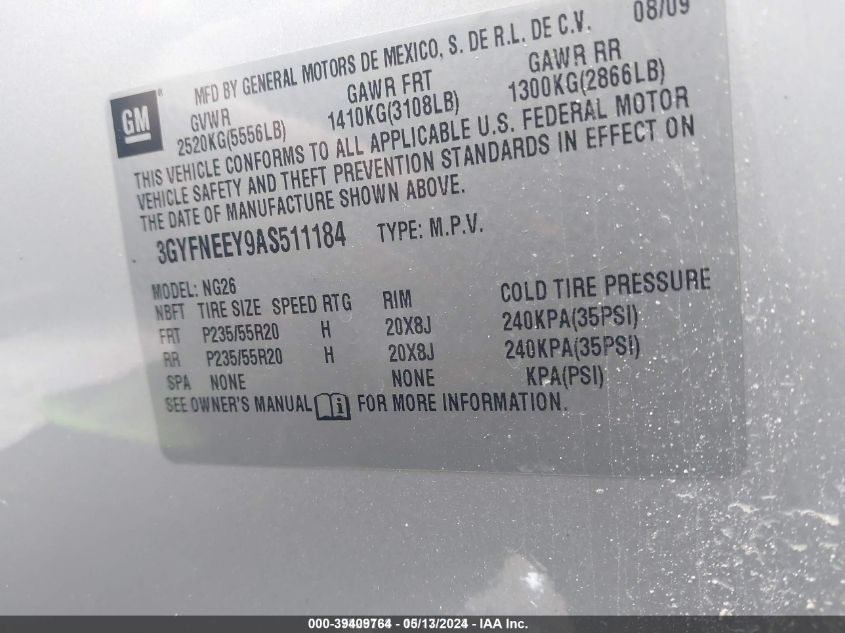 MFD BY GENERAL MOTORS DE MEXICO, S. DE R.L. DE C.V. 08/09
GM®
GVWR GAWR FRT GAWR RR
2520KG(5556LB) 1410KG(3108LB) 1300KG(2866LB)
THIS VEHICLE CONFORMS TO ALL APPLICABLE U.S. FEDERAL MOTOR
VEHICLE SAFETY AND THEFT PREVENTION STANDARDS IN EFFECT ON
THE DATE OF MANUFACTURE SHOWN ABOVE.
3GYFNEEY9AS511184 TYPE: M.P.V.
MODEL: NG26
NBFT TIRE SIZE SPEED RTG RIM COLD TIRE PRESSURE
FRT P235/55R20 H 20X8J 240KPA(35PSI)
RR P235/55R20 H 20X8J 240KPA(35PSI)
SPA NONE NONE KPA(PSI)
SEE OWNER'S MANUAL FOR MORE INFORMATION.
000-39409764 - 05/13/2024 - IAA Inc.